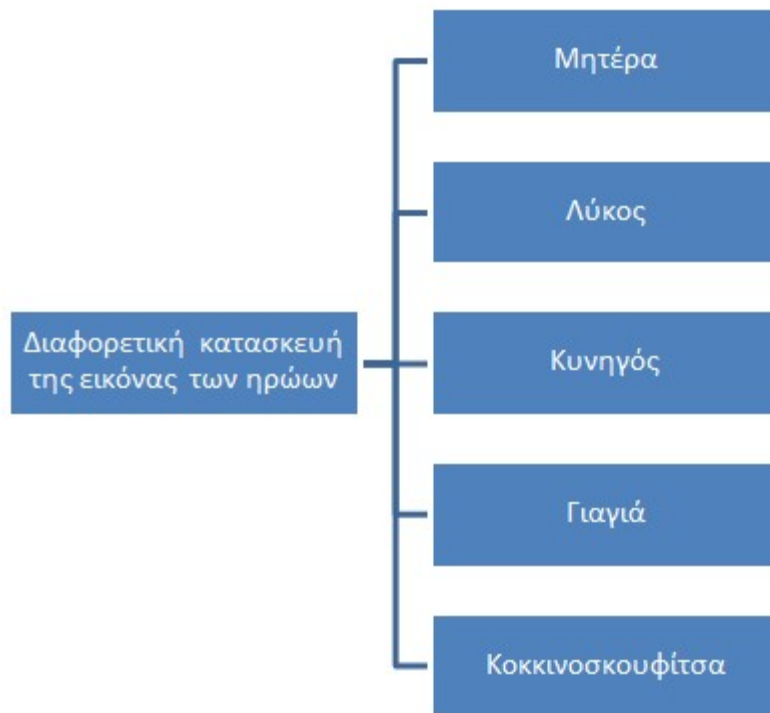 Μητέρα
Λύκος
Διαφορετική κατασκευή
της εικόνας των ηρώων
Κυνηγός
Γιαγιά
Κοκκινοσκουφίτσα